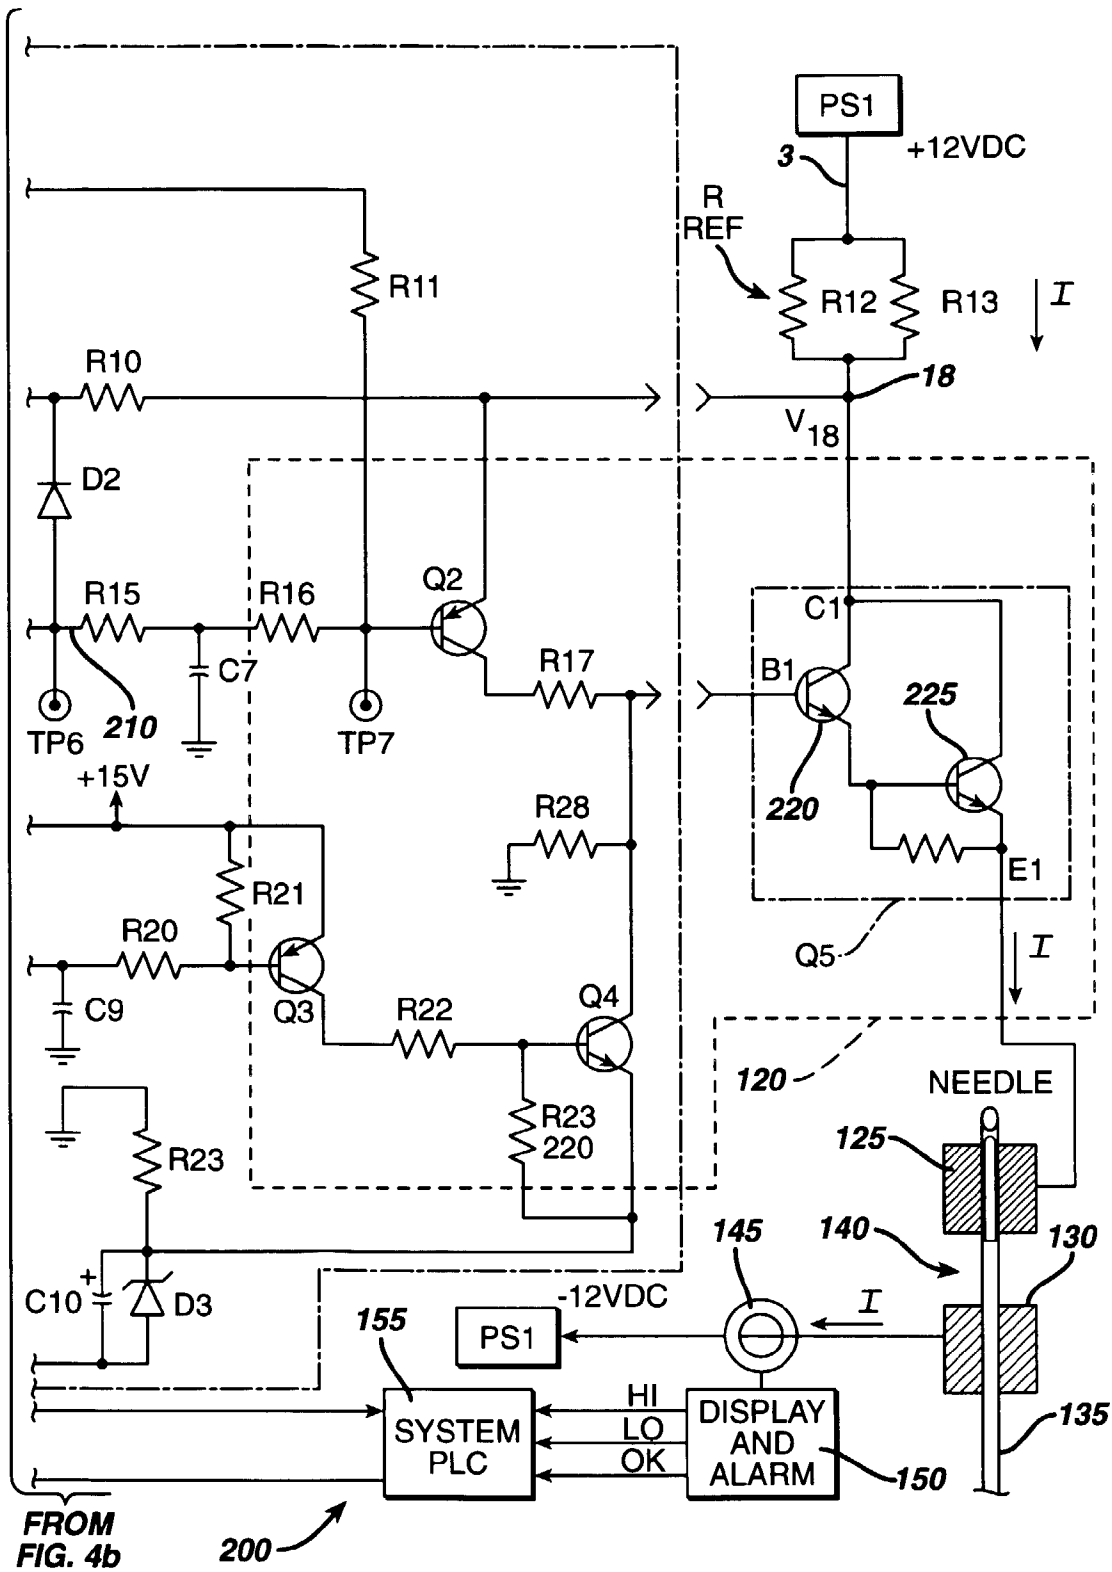 PS1
+12VDC
3
R
REF
R11
R12
R13
I
R10
18
V18
D2
Q2
R15
R16
C1
C7
R17
B1
225
TP6
210
TP7
+15V
220
R28
E1
R21
R20
Q5
I
Q3
Q4
C9
R22
120
NEEDLE
R23
220
125
R23
145
140
130
C10
+
D3
-12VDC
I
155
PS1
HI
LO
OK
SYSTEM
PLC
DISPLAY
AND
ALARM
135
150
FROM
FIG. 4b
200